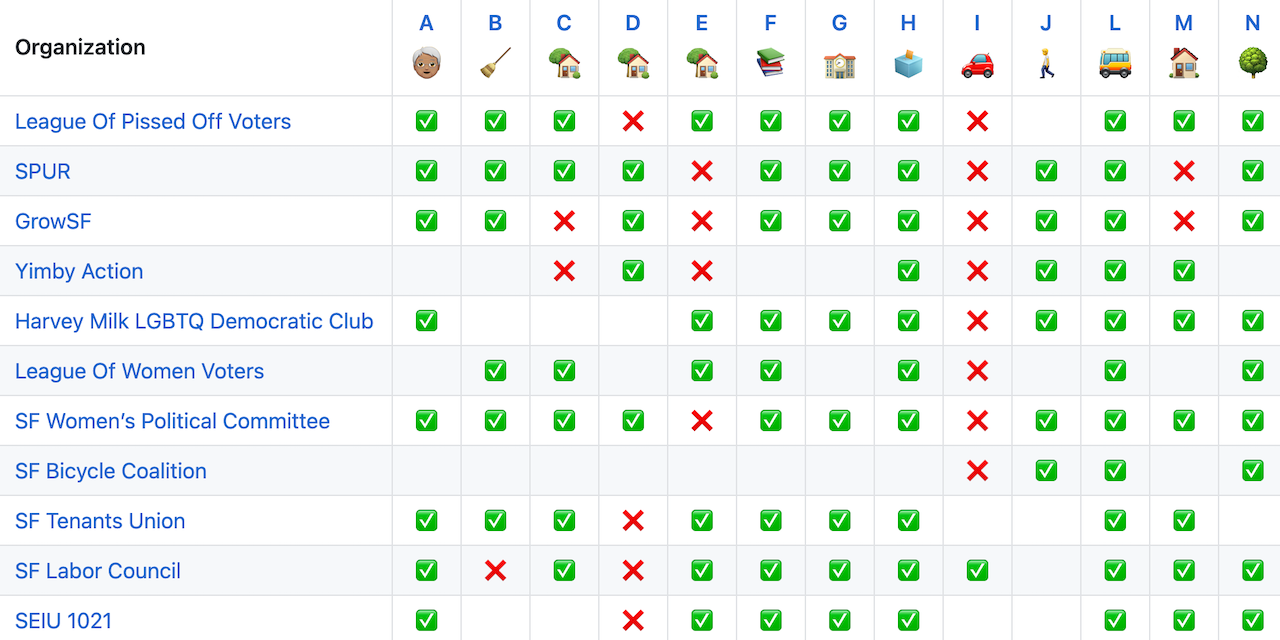 Organization A B C D E F G H I J L M N
League Of Pissed Off Voters
SPUR
GrowSF
Yimby Action
Harvey Milk LGBTQ Democratic Club
League Of Women Voters
SF Women’s Political Committee
SF Bicycle Coalition
SF Tenants Union
SF Labor Council
SEIU 1021